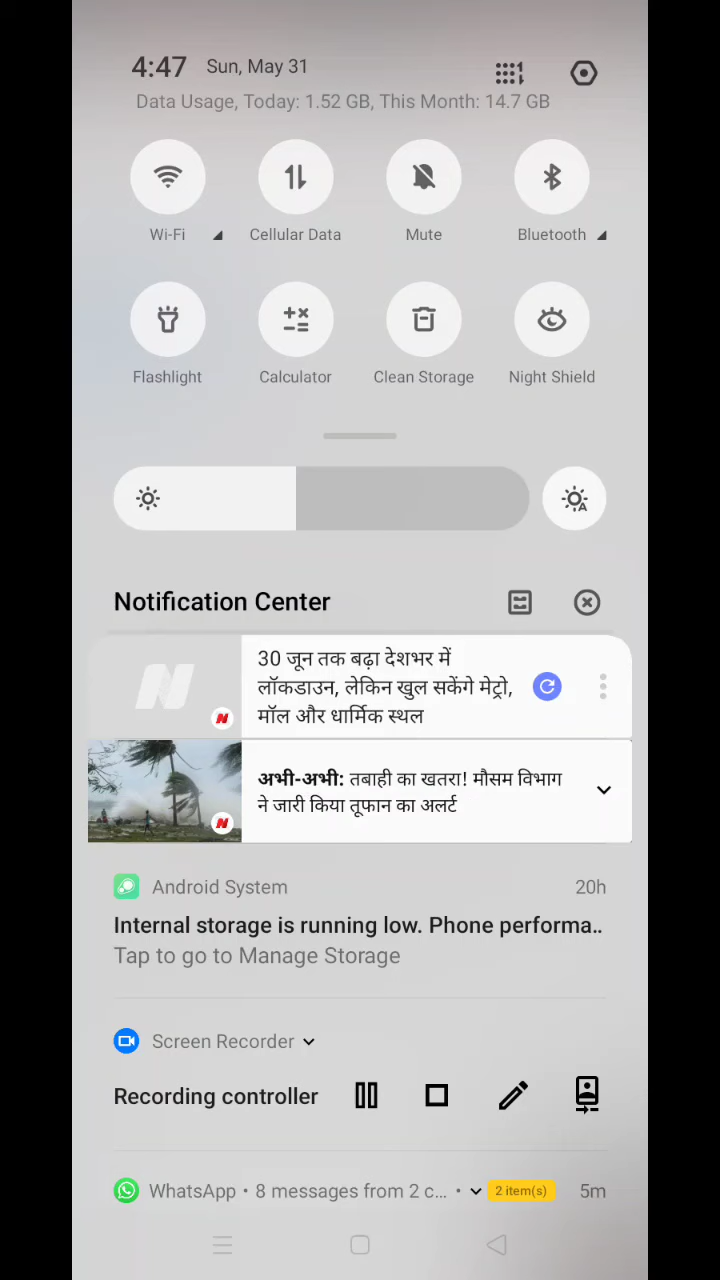 4:47 Sun, May 31
Data Usage, Today: 1.52 GB, This Month: 14.7 GB
Wi-Fi Cellular Data Mute Bluetooth
Flashlight Calculator Clean Storage Night Shield
Notification Center
30 जून तक बढ़ा देशभर में
लॉकडाउन, लेकिन खुल सकेंगे मेट्रो,
मॉल और धार्मिक स्थल
अभी-अभी: तबाही का खतरा! मौसम विभाग
ने जारी किया तूफान का अलर्ट
Android System 20h
Internal storage is running low. Phone performa..
Tap to go to Manage Storage
Screen Recorder
Recording controller
WhatsApp • 8 messages from 2 c... • 2 item(s) 5m